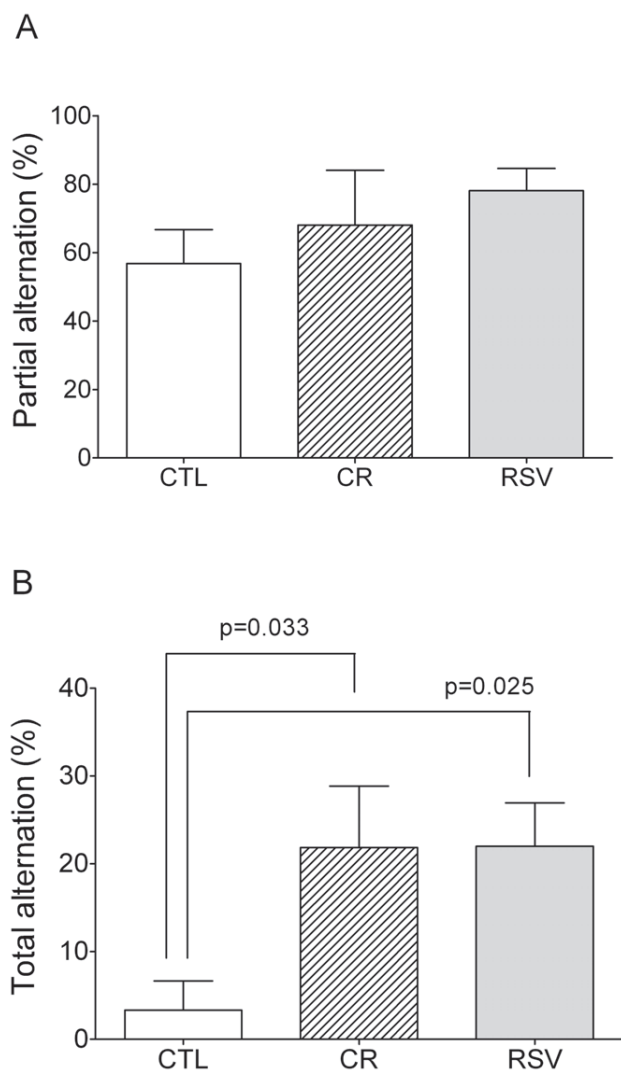 A
Partial alternation (%)
100
80
60
40
20
0
CTL CR RSV
B
p=0.033
p=0.025
Total alternation (%)
40
30
20
10
0
CTL CR RSV